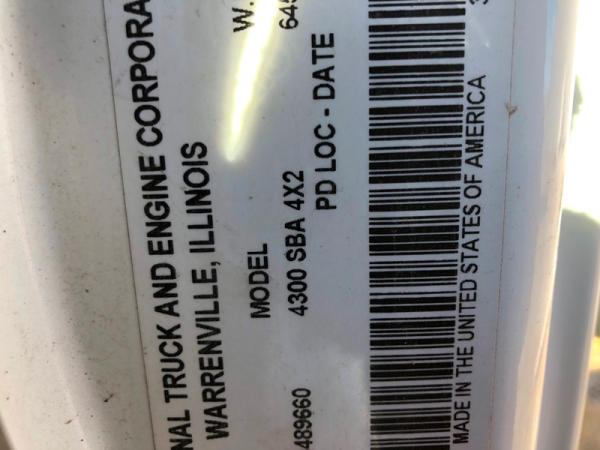 NAL TRUCK AND ENGINE CORPORA
WARRENVILLE, ILLINOIS
MODEL W.
489660 4300 SBA 4X2 645
PD LOC - DATE
MADE IN THE UNITED STATES OF AMERICA